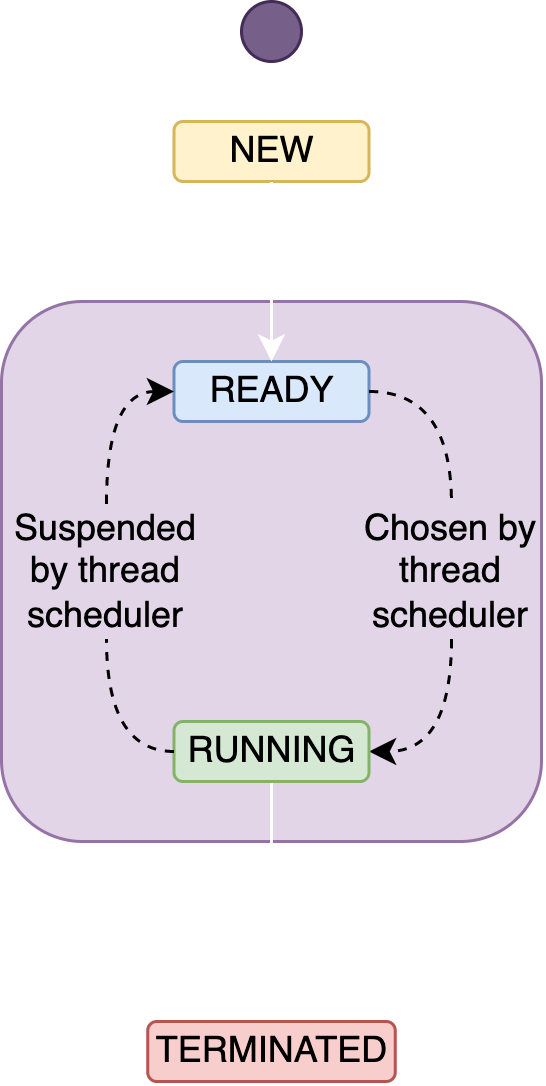 NEW
READY
Suspended
by thread
scheduler
Chosen by
thread
scheduler
RUNNING
TERMINATED